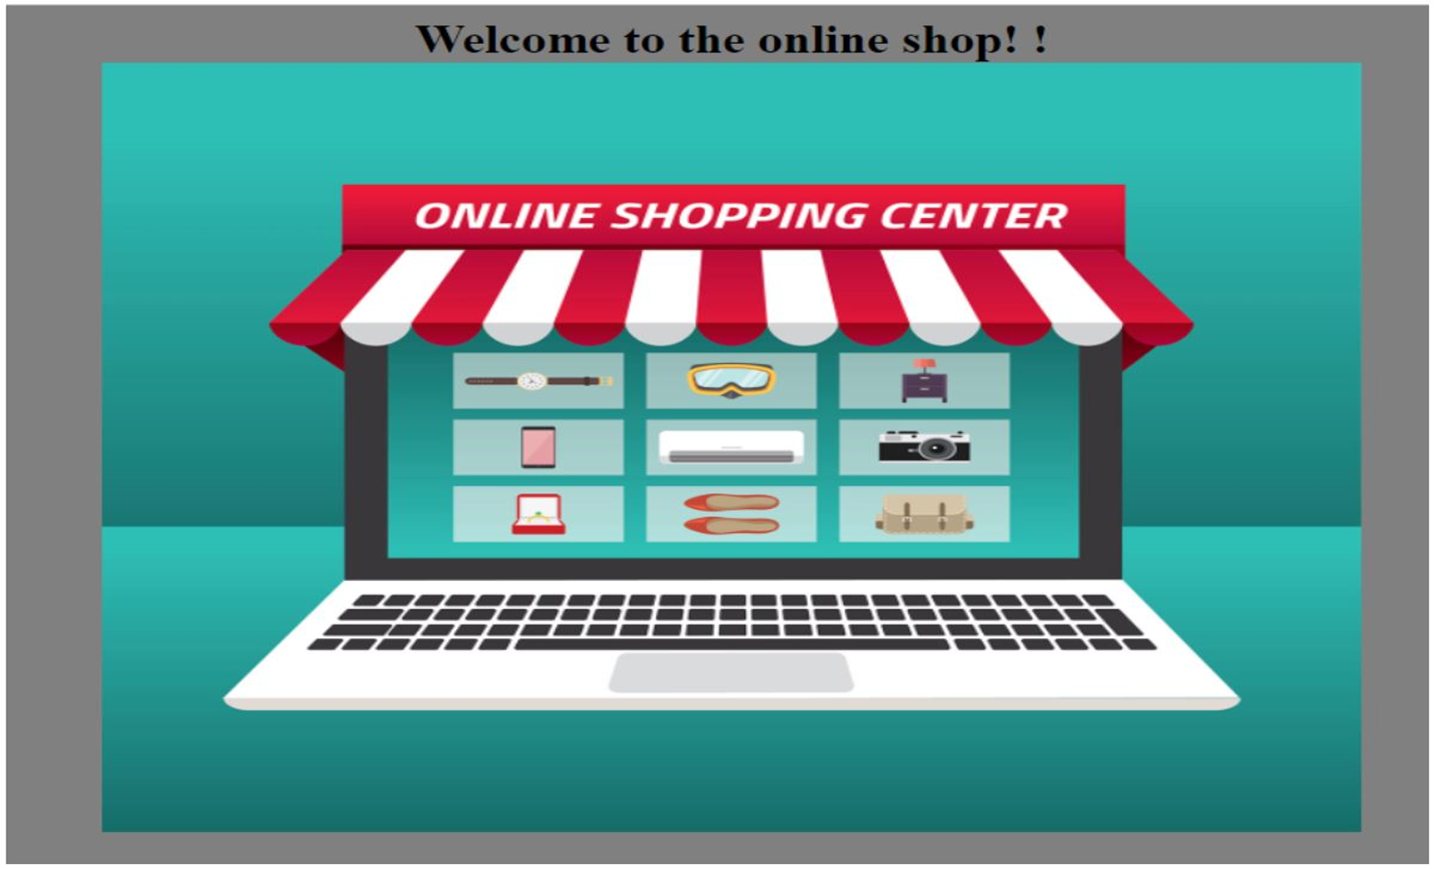 Welcome to the online shop! !
ONLINE SHOPPING CENTER